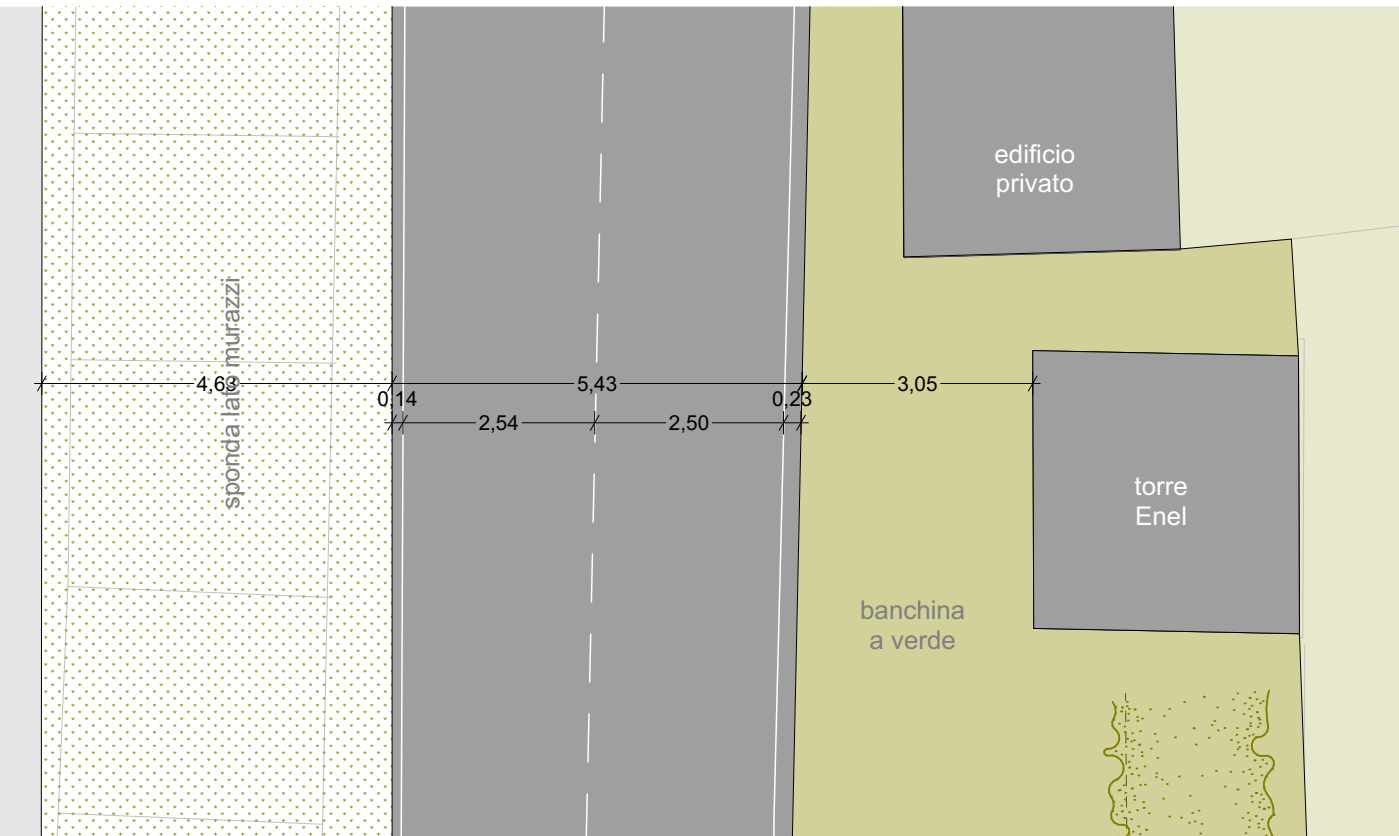 edificio
privato
sponda lato murazzi
4,63
5,43
3,05
0,14
0,23
2,54
2,50
torre
Enel
banchina
a verde